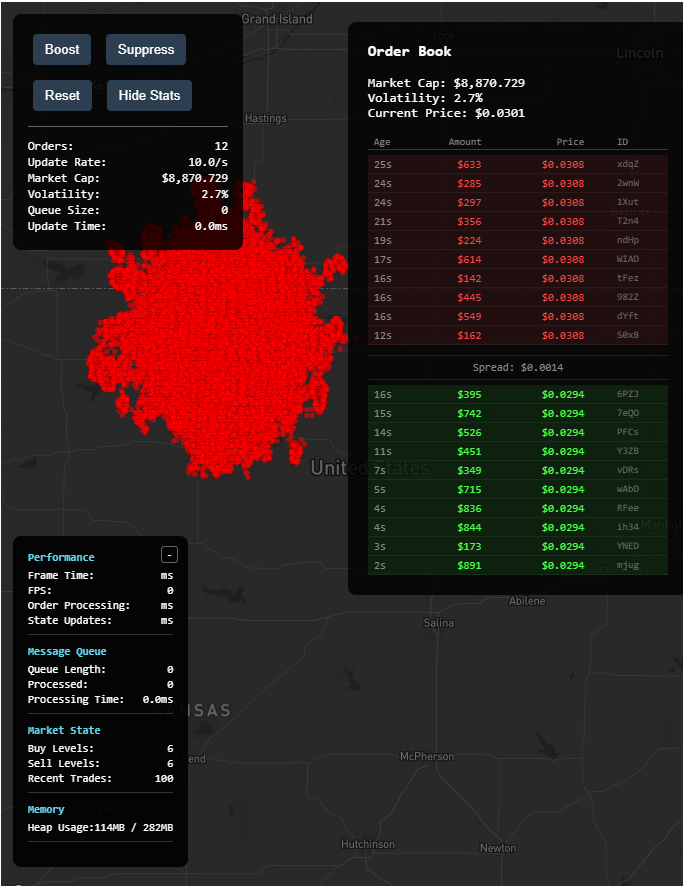 Grand Island
York
Lincoln
Hastings
Boost Suppress
Reset Hide Stats
Orders: 12
Update Rate: 10.0/s
Market Cap: $8,870.729
Volatility: 2.7%
Queue Size: 0
Update Time: 0.0ms
Order Book
Market Cap: $8,870.729
Volatility: 2.7%
Current Price: $0.0301
Age Amount Price ID
25s $633 $0.0308 xdqZ
24s $285 $0.0308 2wnW
24s $297 $0.0308 1Xut
21s $356 $0.0308 T2n4
19s $224 $0.0308 ndHp
17s $614 $0.0308 WIAD
16s $142 $0.0308 tFez
16s $445 $0.0308 982Z
16s $549 $0.0308 dYft
12s $162 $0.0308 S0xB
Spread: $0.0014
16s $395 $0.0294 6PZJ
15s $742 $0.0294 7eQO
14s $526 $0.0294 PFCs
11s $451 $0.0294 Y3ZB
7s $349 $0.0294 vDRs
5s $715 $0.0294 wAbD
4s $836 $0.0294 RFee
4s $844 $0.0294 ih34
3s $173 $0.0294 YNED
2s $891 $0.0294 mjug
United States
Abilene
Salina
KANSAS
McPherson
Hutchinson
Newton
Performance -
Frame Time: ms
FPS: 0
Order Processing: ms
State Updates: ms
Message Queue
Queue Length: 0
Processed: 0
Processing Time: 0.0ms
Market State
Buy Levels: 6
Sell Levels: 6
Recent Trades: 100
Memory
Heap Usage:114MB / 282MB